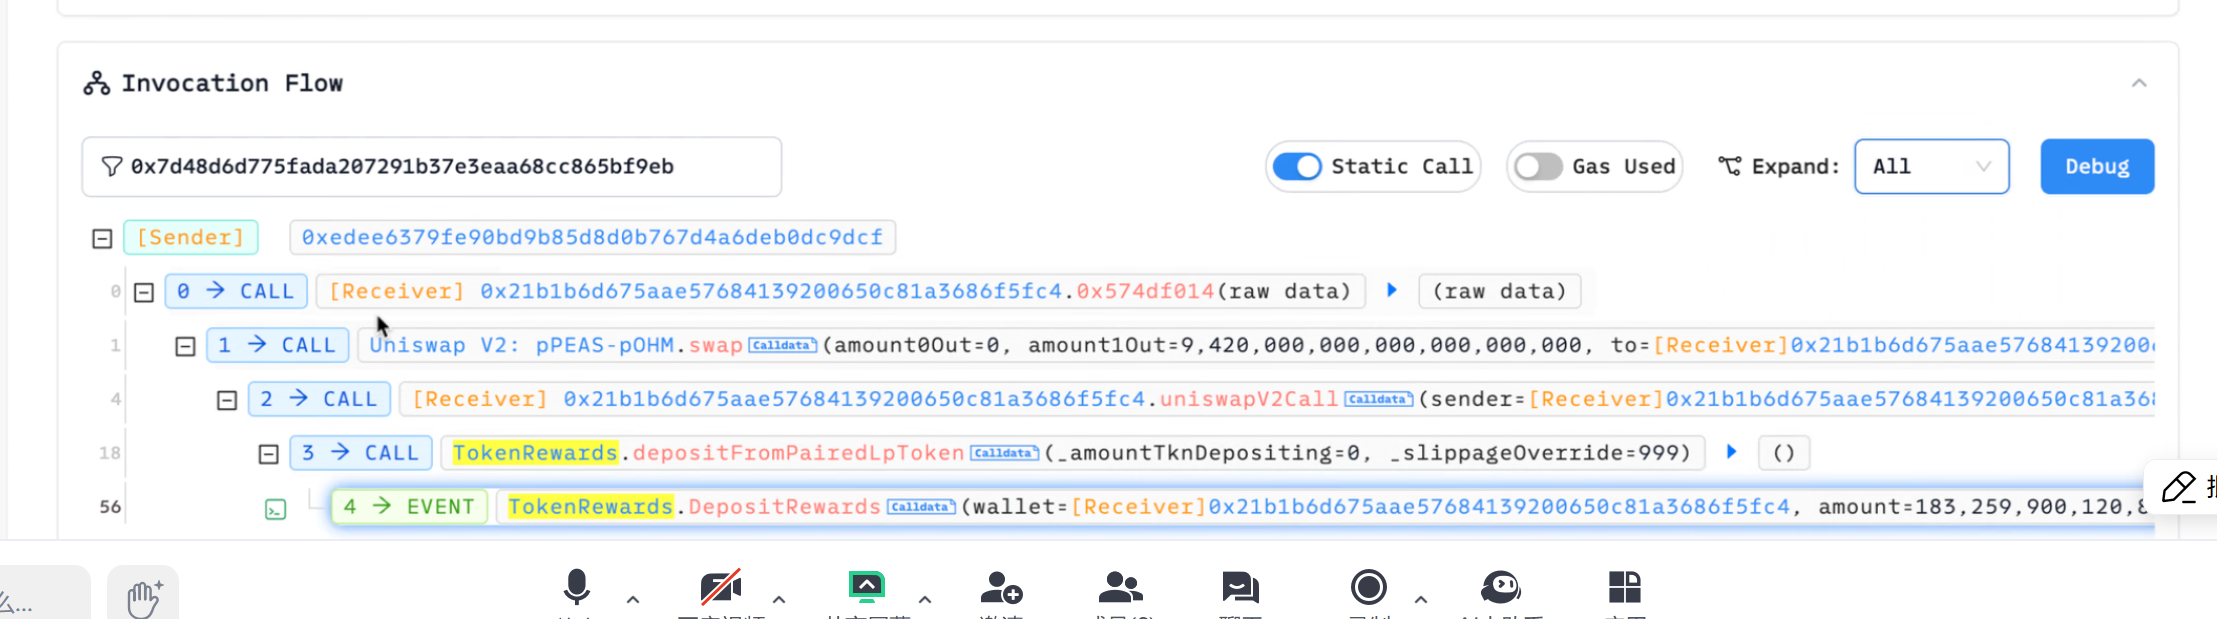 Invocation Flow
0x7d48d6d775fada207291b37e3eaa68cc865bf9eb Static Call Gas Used Expand: All Debug
[Sender] 0xedee6379fe90bd9b85d8d0b767d4a6deb0dc9dcf
0 0 → CALL [Receiver] 0x21b1b6d675aae57684139200650c81a3686f5fc4.0x574df014(raw data) (raw data)
1 1 → CALL Uniswap V2: pPEAS-pOHM.swap Calldata (amount0Out=0, amount1Out=9,420,000,000,000,000,000,000, to=[Receiver]0x21b1b6d675aae57684139200
4 2 → CALL [Receiver] 0x21b1b6d675aae57684139200650c81a3686f5fc4.uniswapV2Call Calldata (sender=[Receiver]0x21b1b6d675aae57684139200650c81a36
18 3 → CALL TokenRewards.depositFromPairedLpToken Calldata (_amountTknDepositing=0, _slippageOverride=999) ()
56 4 → EVENT TokenRewards.DepositRewards Calldata (wallet=[Receiver]0x21b1b6d675aae57684139200650c81a3686f5fc4, amount=183,259,900,120,8
么...